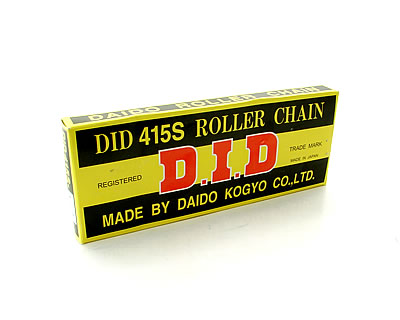 DAIDO ROLLER CHAIN
DID 415S ROLLER CHAIN
REGISTERED
D.I.D
TRADE MARK
MADE IN JAPAN
MADE BY DAIDO KOGYO CO.,LTD.